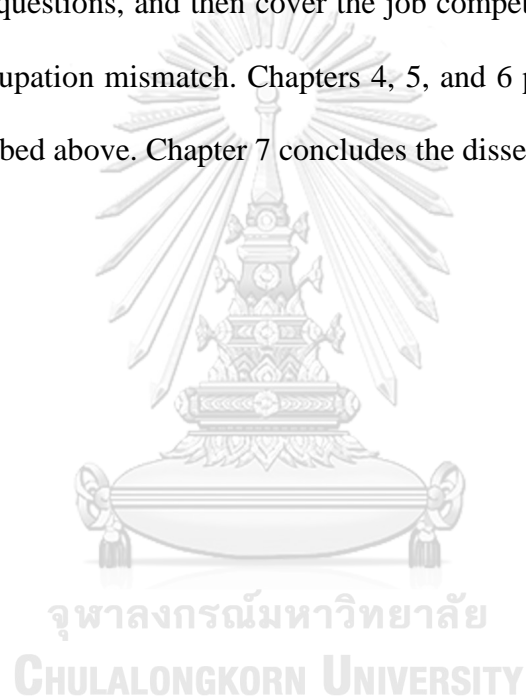 questions, and then cover the job compet
upation mismatch. Chapters 4, 5, and 6 p
bed above. Chapter 7 concludes the disse
จุฬาลงกรณ์มหาวิทยาลัย
CHULALONGKORN UNIVERSITY